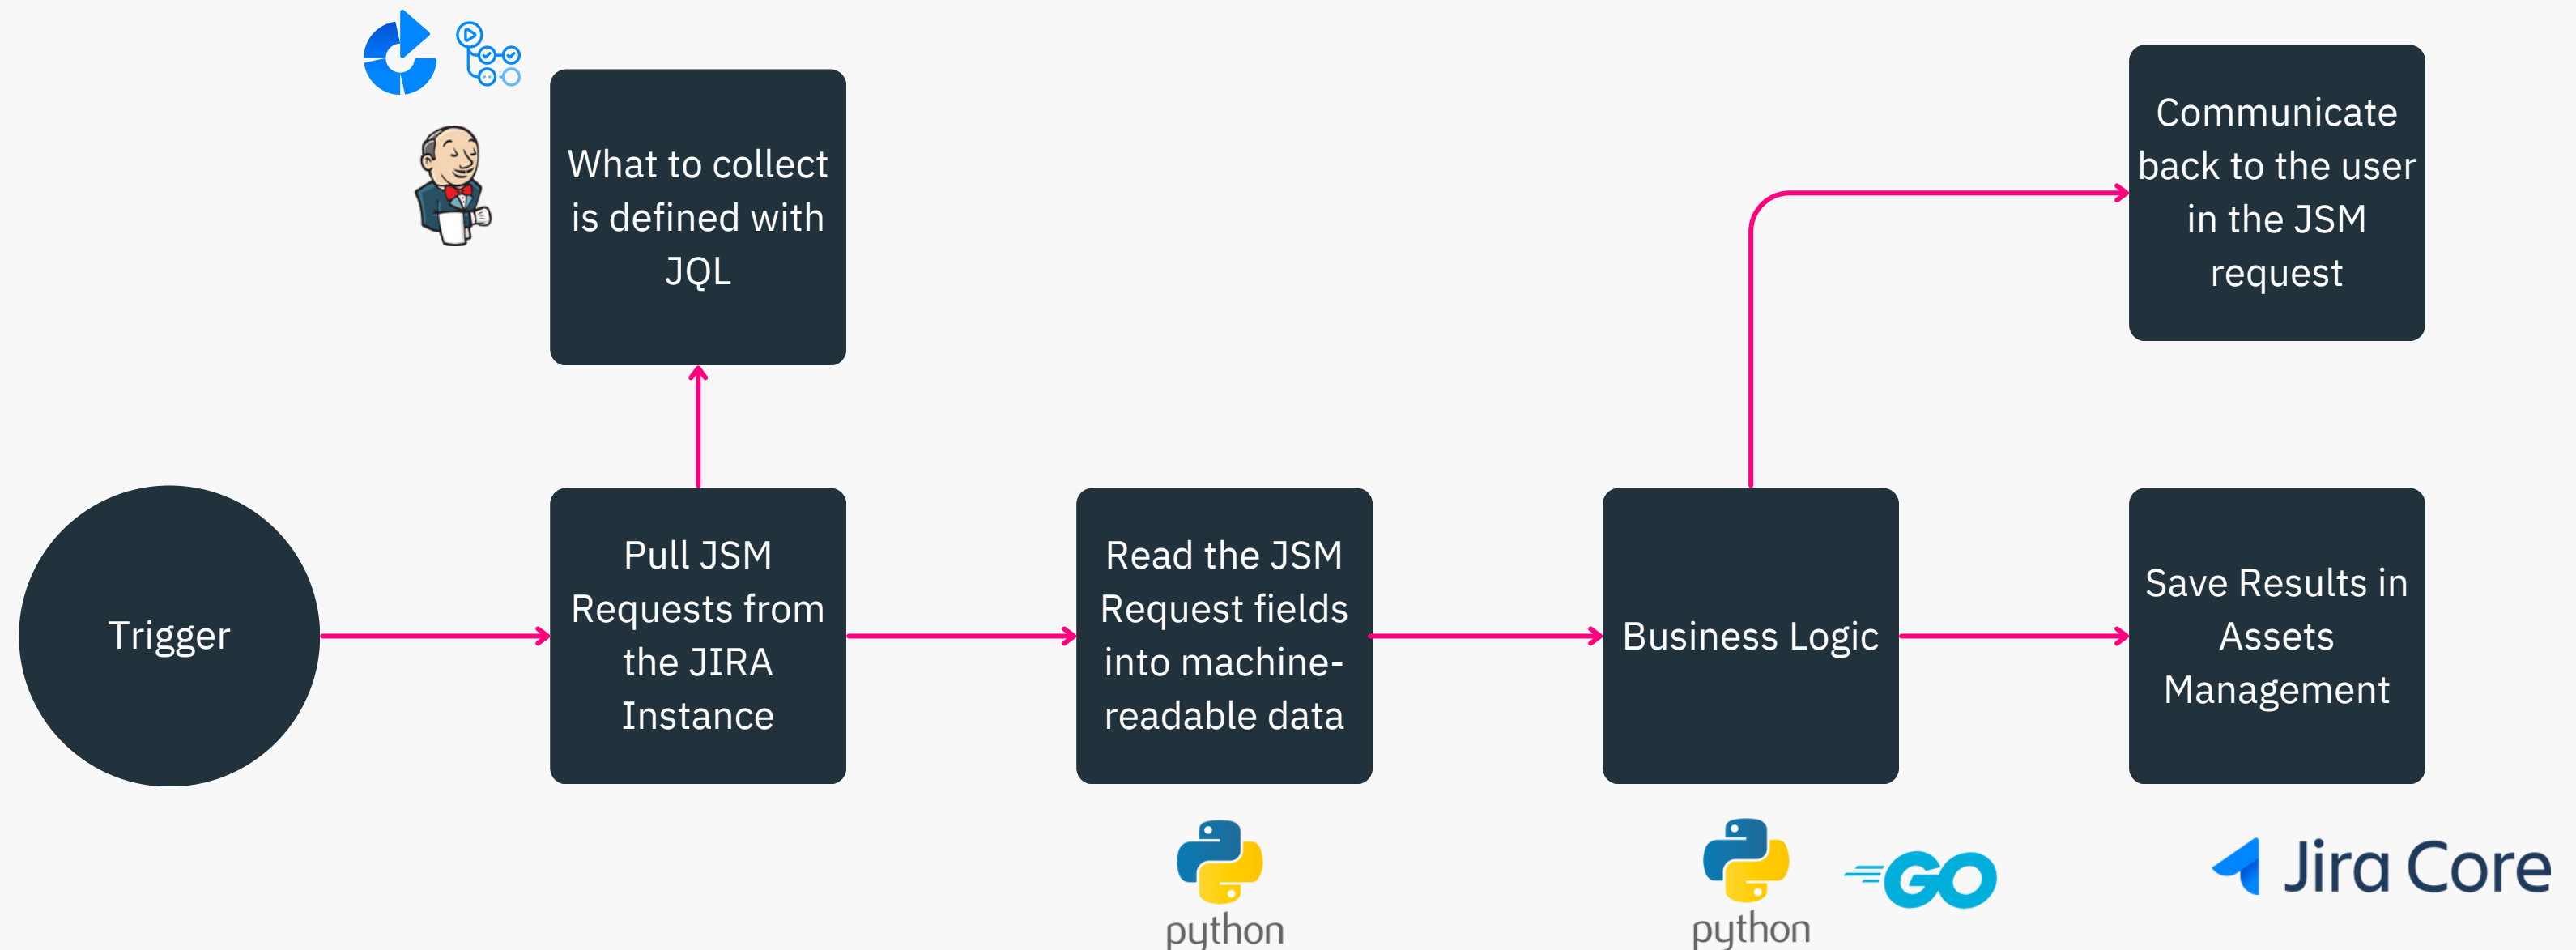 What to collect
is defined with
JQL
Communicate
back to the user
in the JSM
request
Trigger
Pull JSM
Requests from
the JIRA
Instance
Read the JSM
Request fields
into machine-
readable data
Business Logic
Save Results in
Assets
Management
python
python
GO
Jira Core